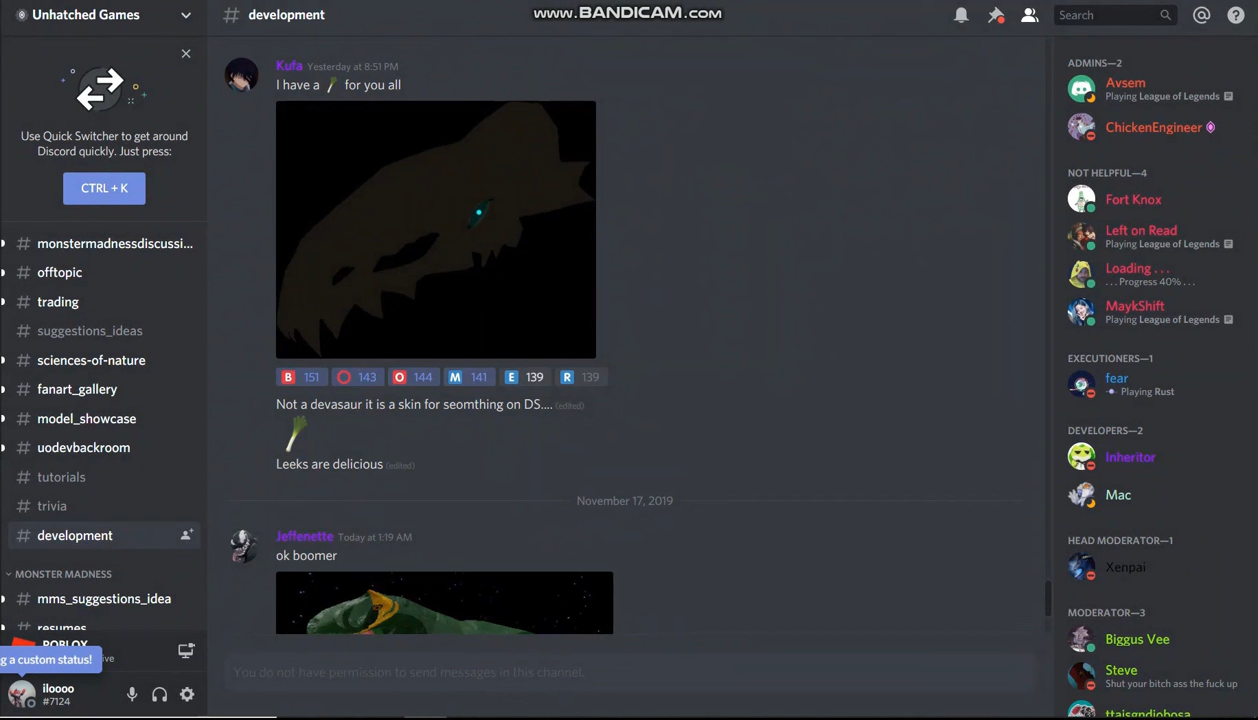 Unhatched Games
Use Quick Switcher to get around
Discord quickly. Just press:
CTRL + K
# monstermadnessdiscussi...
# offtopic
# trading
# suggestions_ideas
# sciences-of-nature
# fanart_gallery
# model_showcase
# uodevbackroom
# tutorials
# trivia
# development
MONSTER MADNESS
# mms_suggestions_idea
# resumes
ROBLOX
g a custom status!
ive
iloooo
#7124
# development
www.BANDICAM.com
Search
Kufa Yesterday at 8:51 PM
I have a for you all
B 151
143
O 144
M 141
E 139
R 139
Not a devasaur it is a skin for seomthing on DS.... (edited)
Leeks are delicious (edited)
November 17, 2019
Jeffenette Today at 1:19 AM
ok boomer
You do not have permission to send messages in this channel.
ADMINS—2
Avsem
Playing League of Legends
ChickenEngineer
NOT HELPFUL—4
Fort Knox
Left on Read
Playing League of Legends
Loading . . .
. . . Progress 40% . . .
MaykShift
Playing League of Legends
EXECUTIONERS—1
fear
Playing Rust
DEVELOPERS—2
Inheritor
Mac
HEAD MODERATOR—1
Xenpai
MODERATOR—3
Biggus Vee
Steve
Shut your bitch ass the fuck up